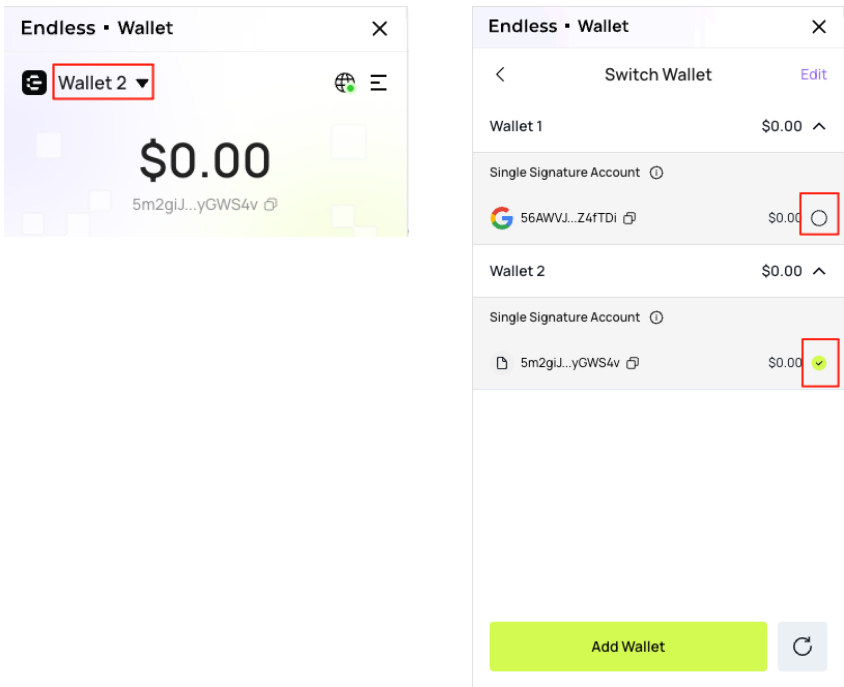 Endless · Wallet
Wallet 2
$0.00
5m2giJ...yGWS4v
Endless · Wallet
Switch Wallet Edit
Wallet 1 $0.00
Single Signature Account
56AWVJ...Z4fTDi $0.00
Wallet 2 $0.00
Single Signature Account
5m2giJ...yGWS4v $0.00
Add Wallet